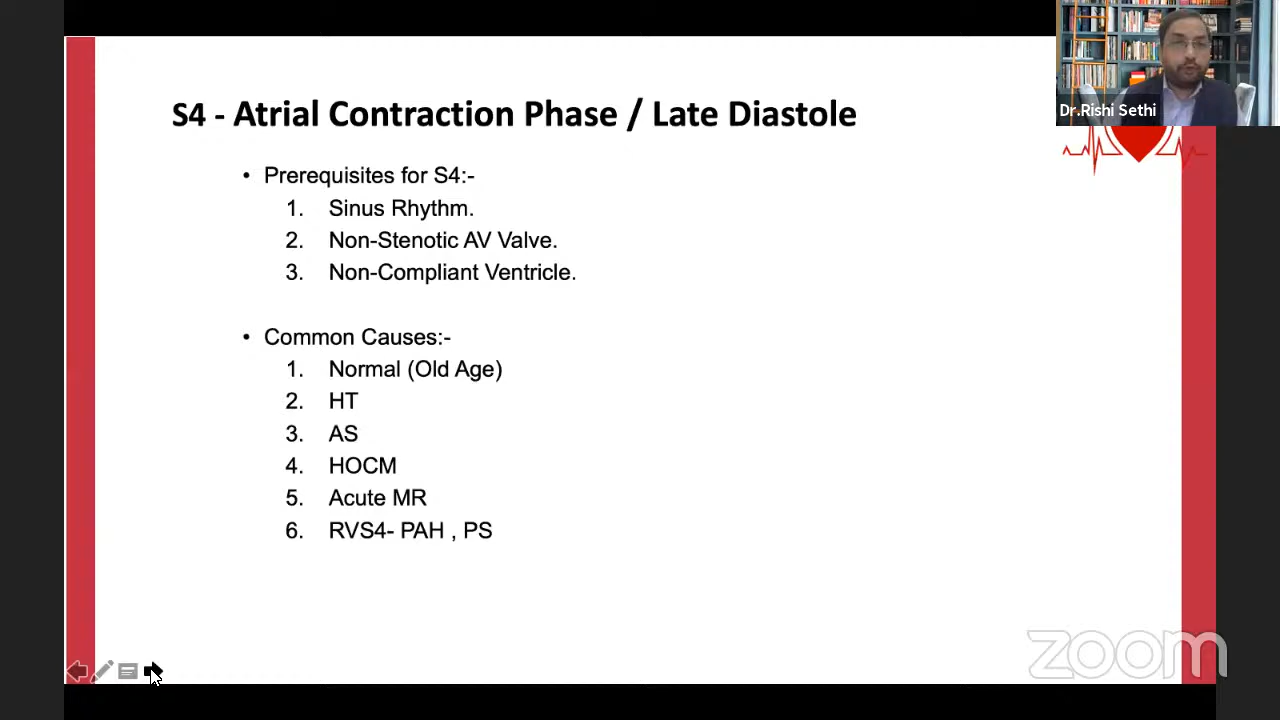 Dr.Rishi Sethi
S4 - Atrial Contraction Phase / Late Diastole
• Prerequisites for S4:-
1. Sinus Rhythm.
2. Non-Stenotic AV Valve.
3. Non-Compliant Ventricle.
• Common Causes:-
1. Normal (Old Age)
2. HT
3. AS
4. HOCM
5. Acute MR
6. RVS4- PAH , PS
zoom